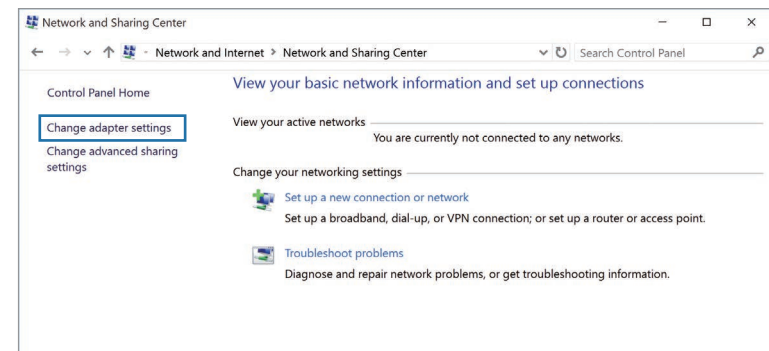 Network and Sharing Center
Network and Internet > Network and Sharing Center
Search Control Panel
Control Panel Home
Change adapter settings
Change advanced sharing
settings
View your basic network information and set up connections
View your active networks
You are currently not connected to any networks.
Change your networking settings
Set up a new connection or network
Set up a broadband, dial-up, or VPN connection; or set up a router or access point.
Troubleshoot problems
Diagnose and repair network problems, or get troubleshooting information.